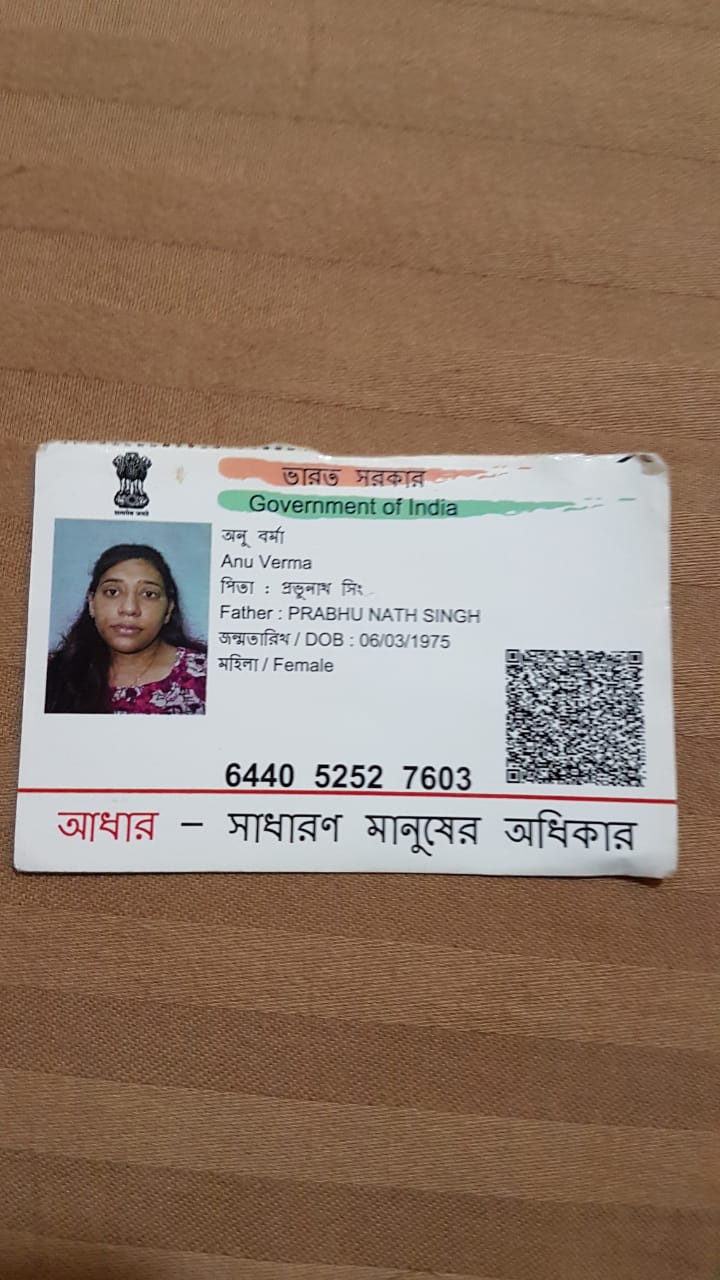 ভারত সরকার
Government of India
सत्यमेव जयते
অনু বর্মা
Anu Verma
পিতা : প্রভুনাথ সিং
Father : PRABHU NATH SINGH
জন্মতারিখ / DOB : 06/03/1975
মহিলা / Female
6440 5252 7603
আধার – সাধারণ মানুষের অধিকার